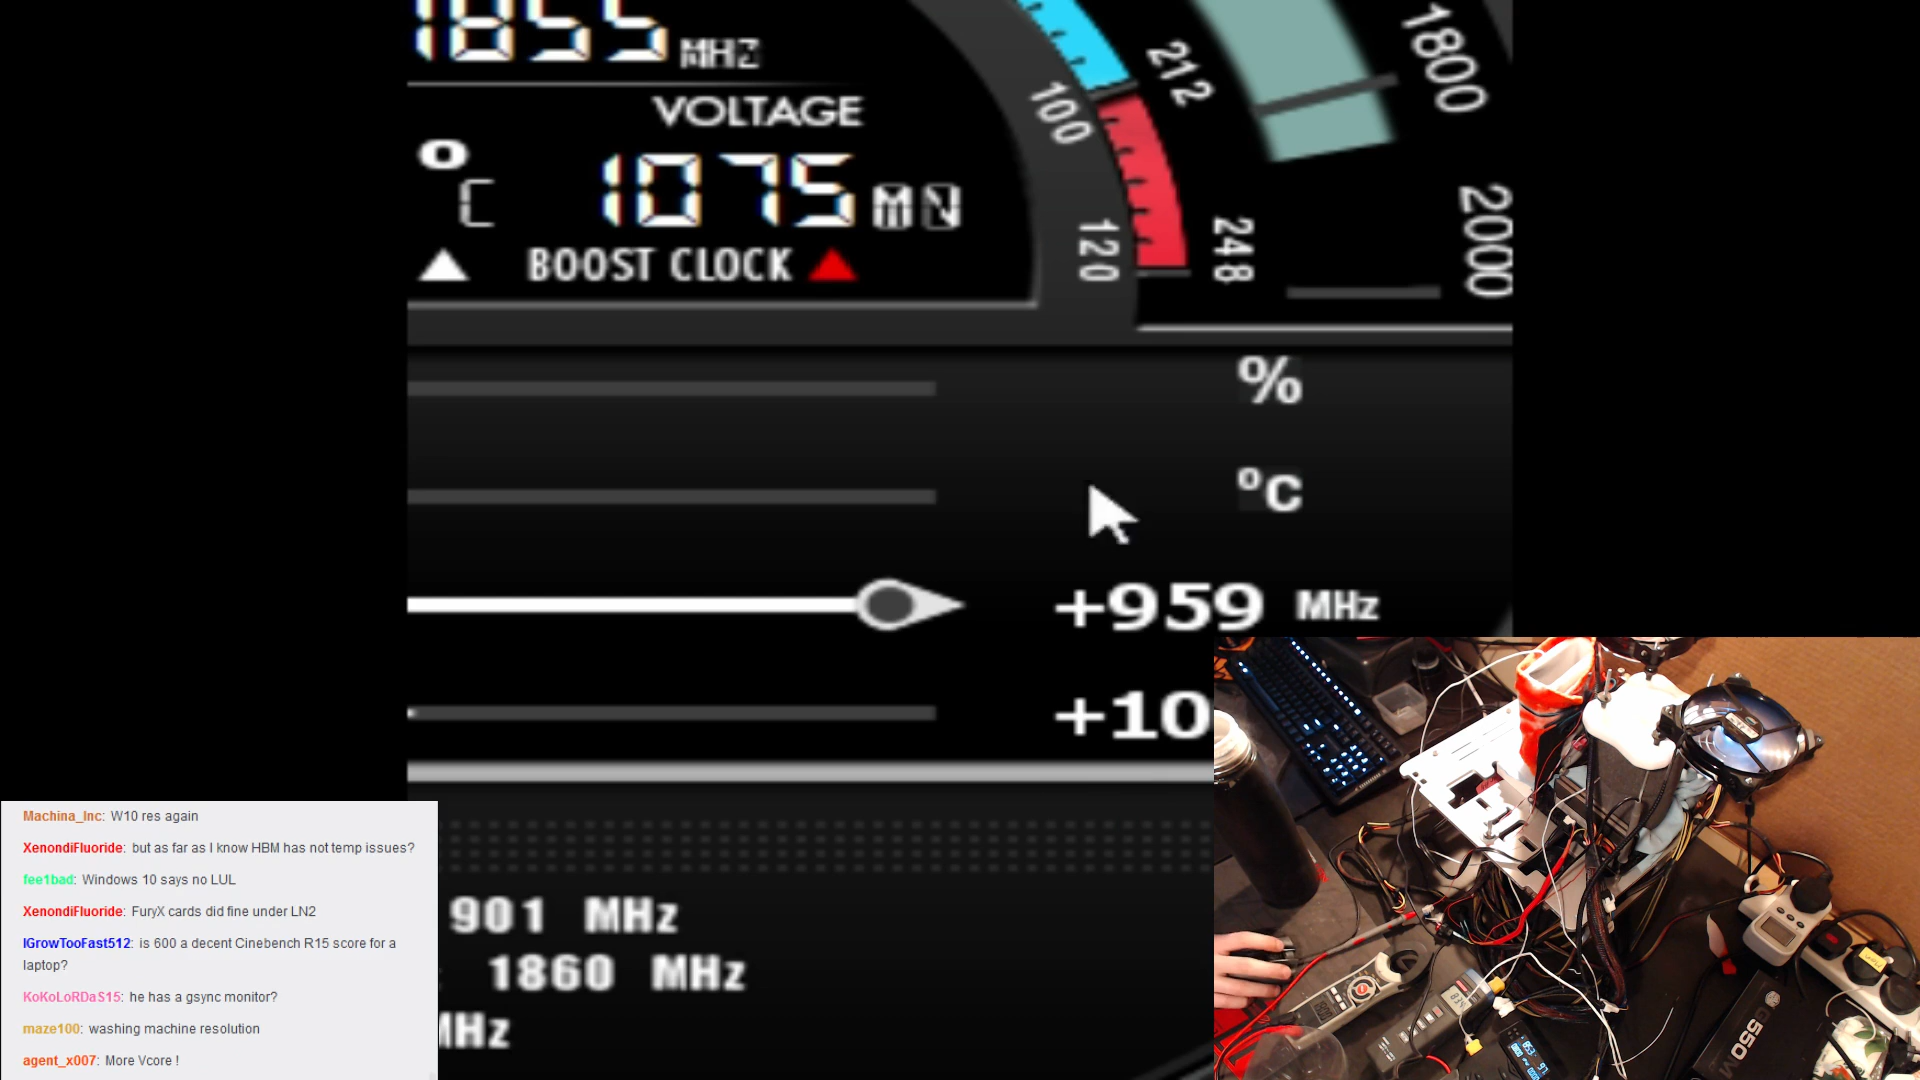 1855 MHZ
VOLTAGE
°C 1075 MV
BOOST CLOCK
100
212
120
248
1800
2000
%
°C
+959 MHz
+10
901 MHz
: 1860 MHz
MHz
Machina_Inc: W10 res again
XenondiFluoride: but as far as I know HBM has not temp issues?
fee1bad: Windows 10 says no LUL
XenondiFluoride: FuryX cards did fine under LN2
IGrowTooFast512: is 600 a decent Cinebench R15 score for a
laptop?
KoKoLoRDaS15: he has a gsync monitor?
maze100: washing machine resolution
agent_x007: More Vcore !
550